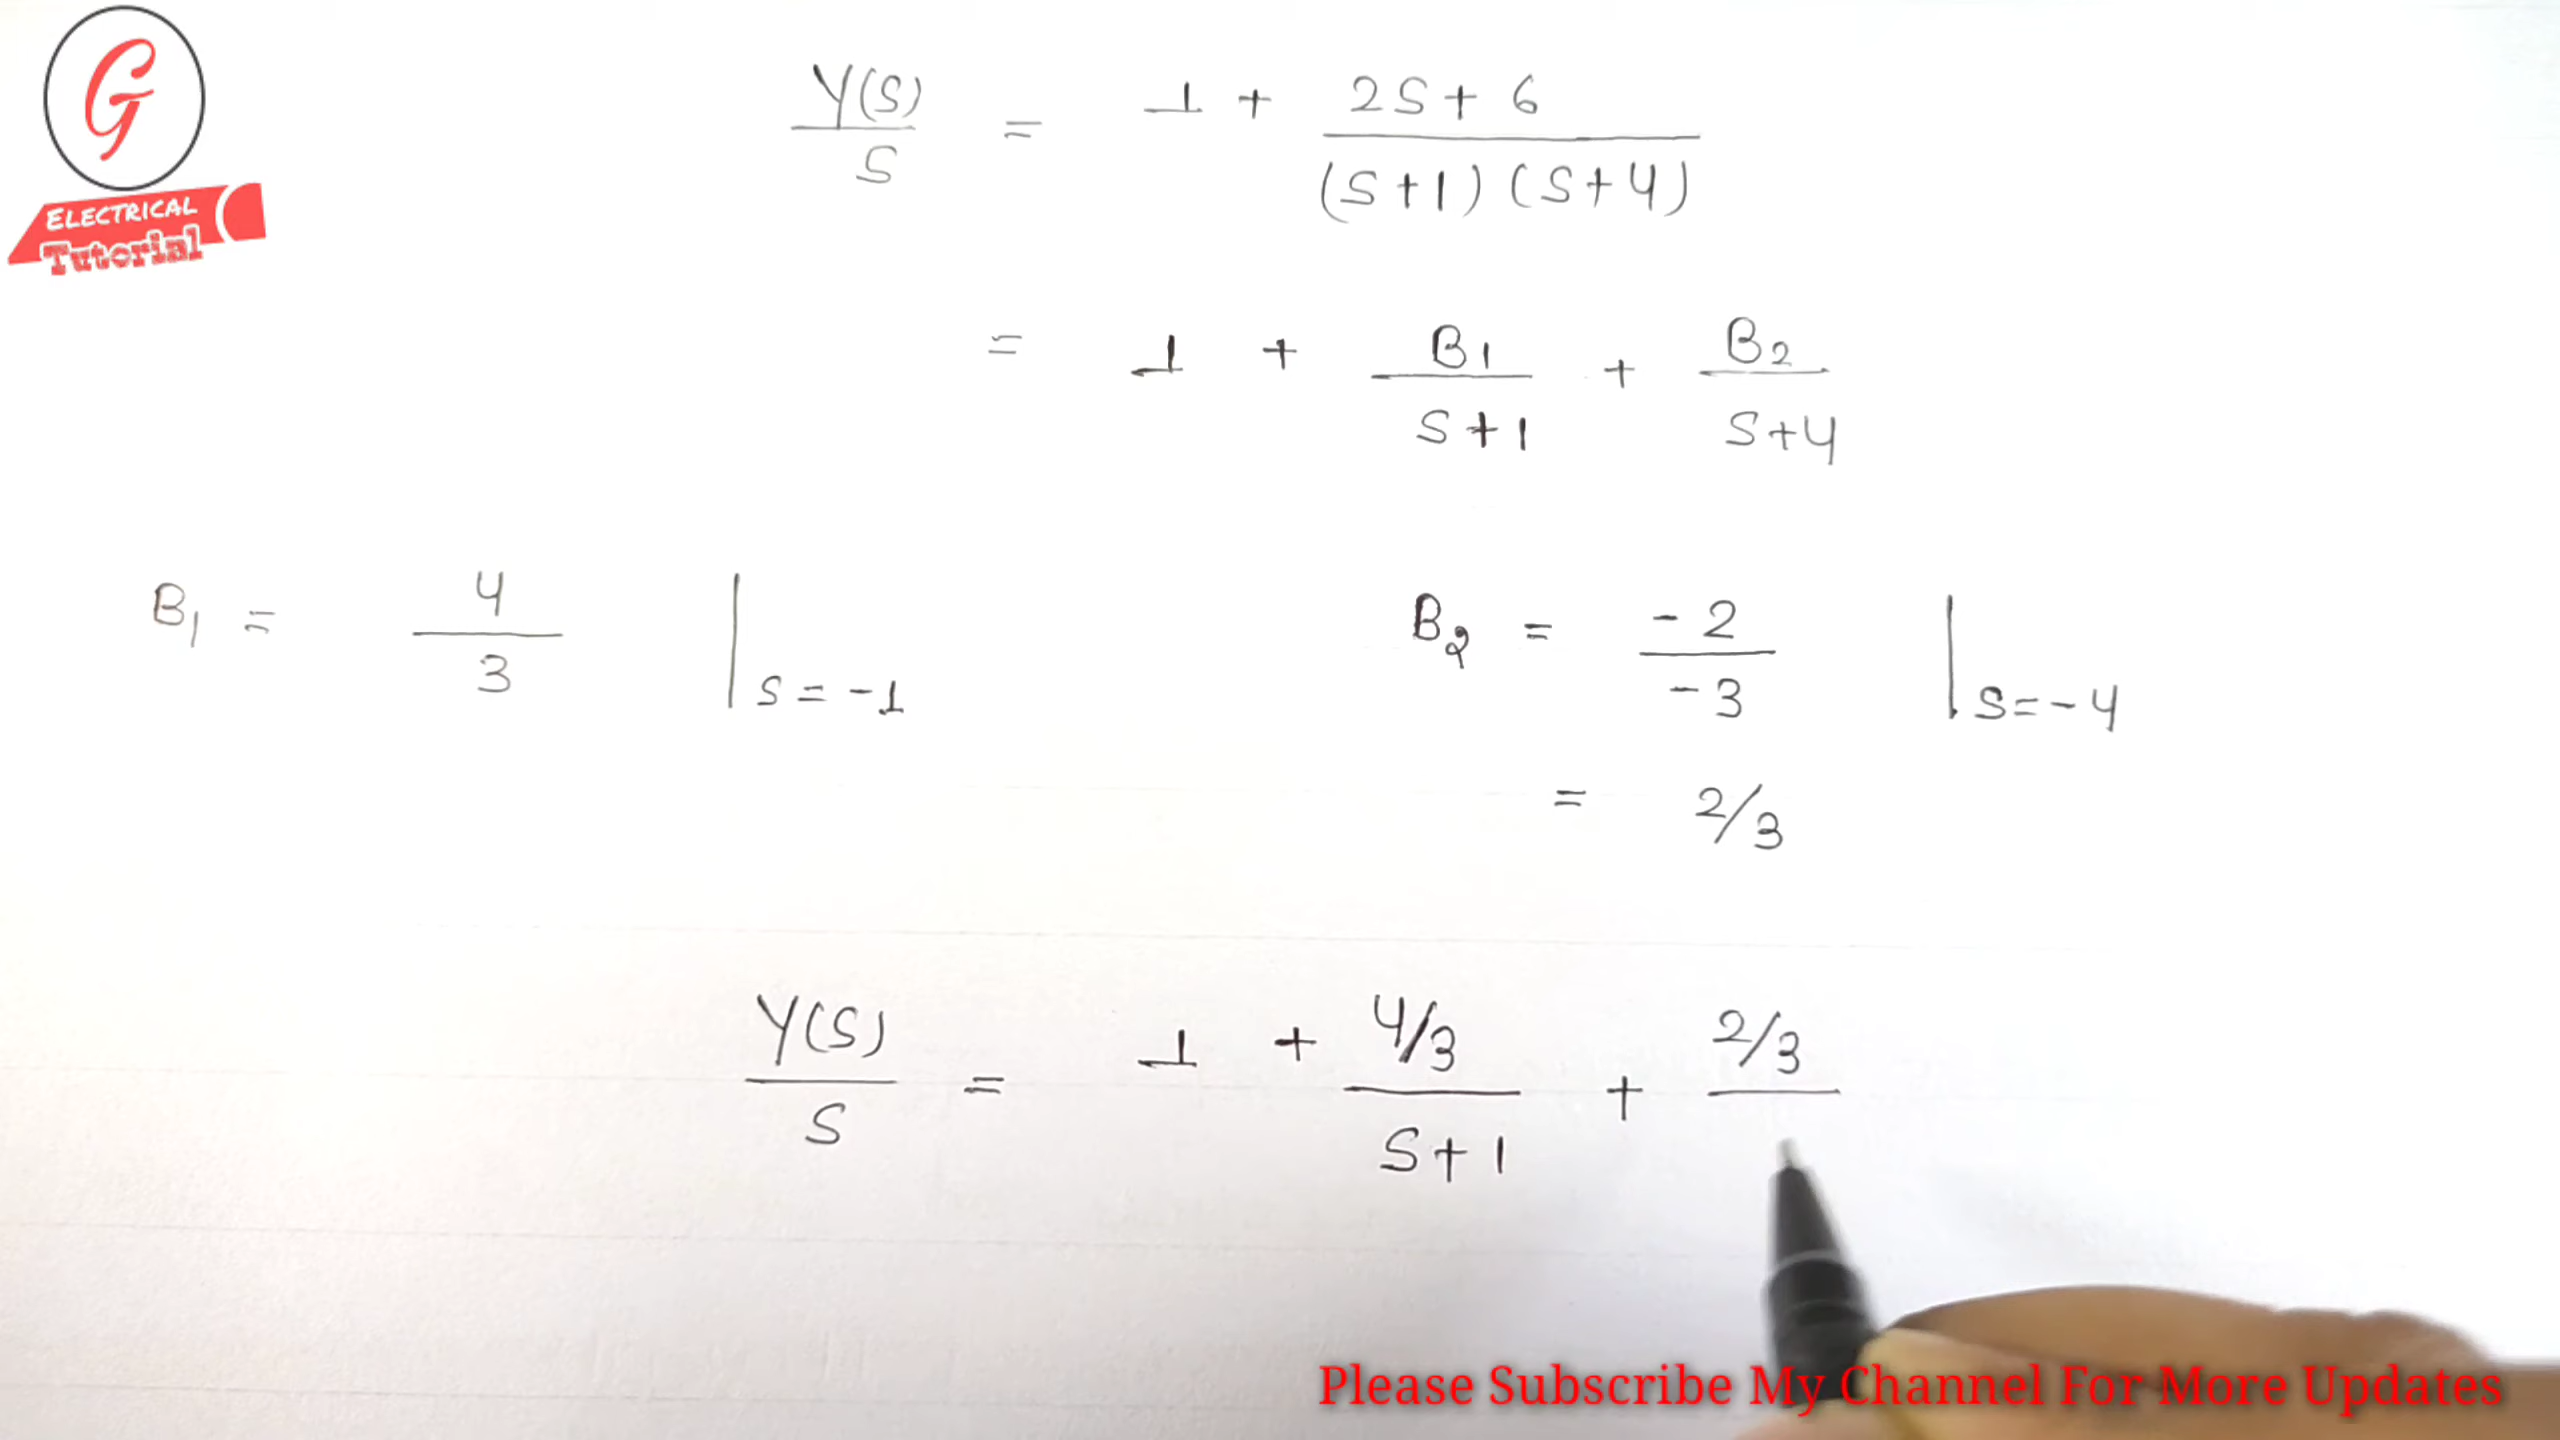 G
ELECTRICAL
Tutorial
Y(S)/S = 1 + 2S+6/(S+1)(S+4)
= 1 + B1/S+1 + B2/S+4
B1 = 4/3 | S=-1
B2 = -2/-3 | S=-4
= 2/3
Y(S)/S = 1 + 4/3/S+1 + 2/3/
Please Subscribe My Channel For More Updates